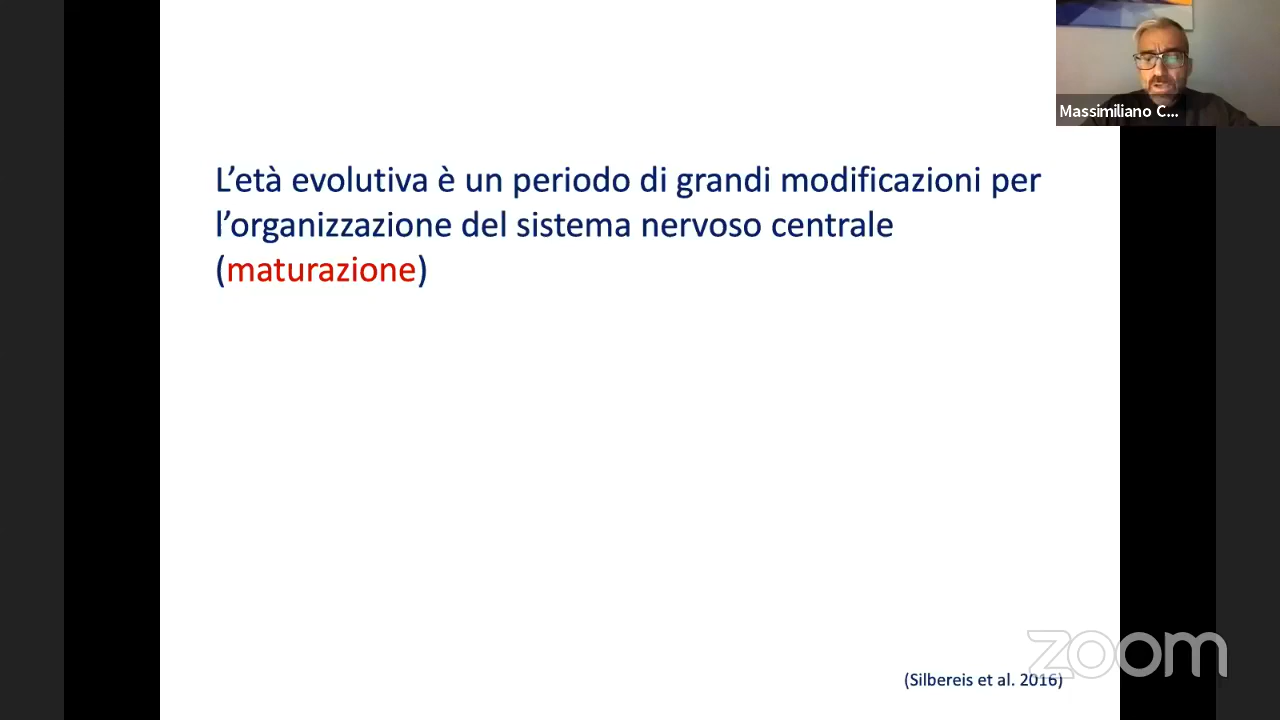 Massimiliano C...
L'età evolutiva è un periodo di grandi modificazioni per
l'organizzazione del sistema nervoso centrale
(maturazione)
zoom
(Silbereis et al. 2016)